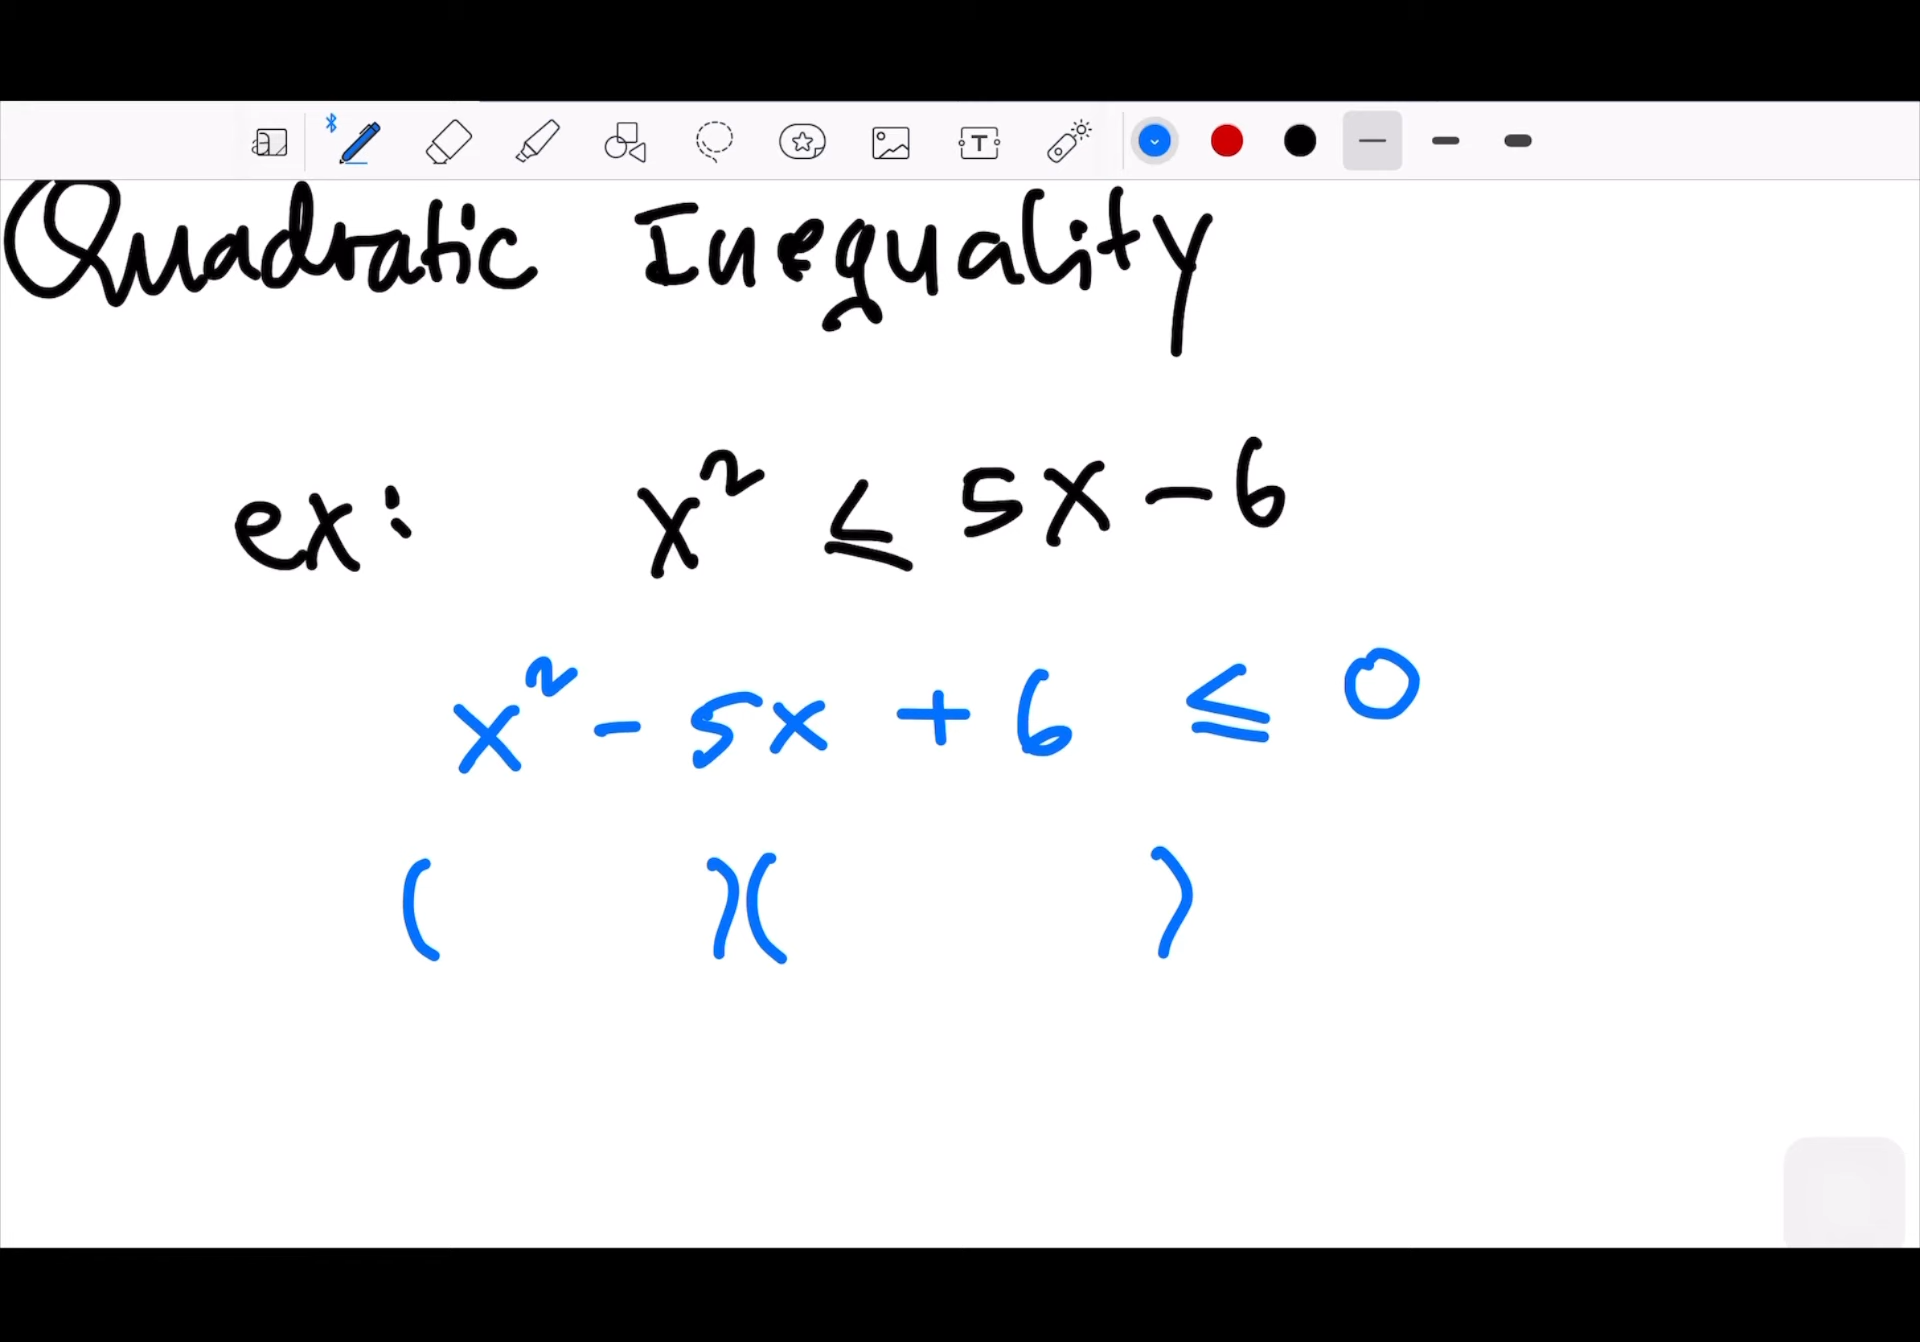 Quadratic Inequality
ex: x² ≤ 5x - 6
x² - 5x + 6 ≤ 0
( )( )